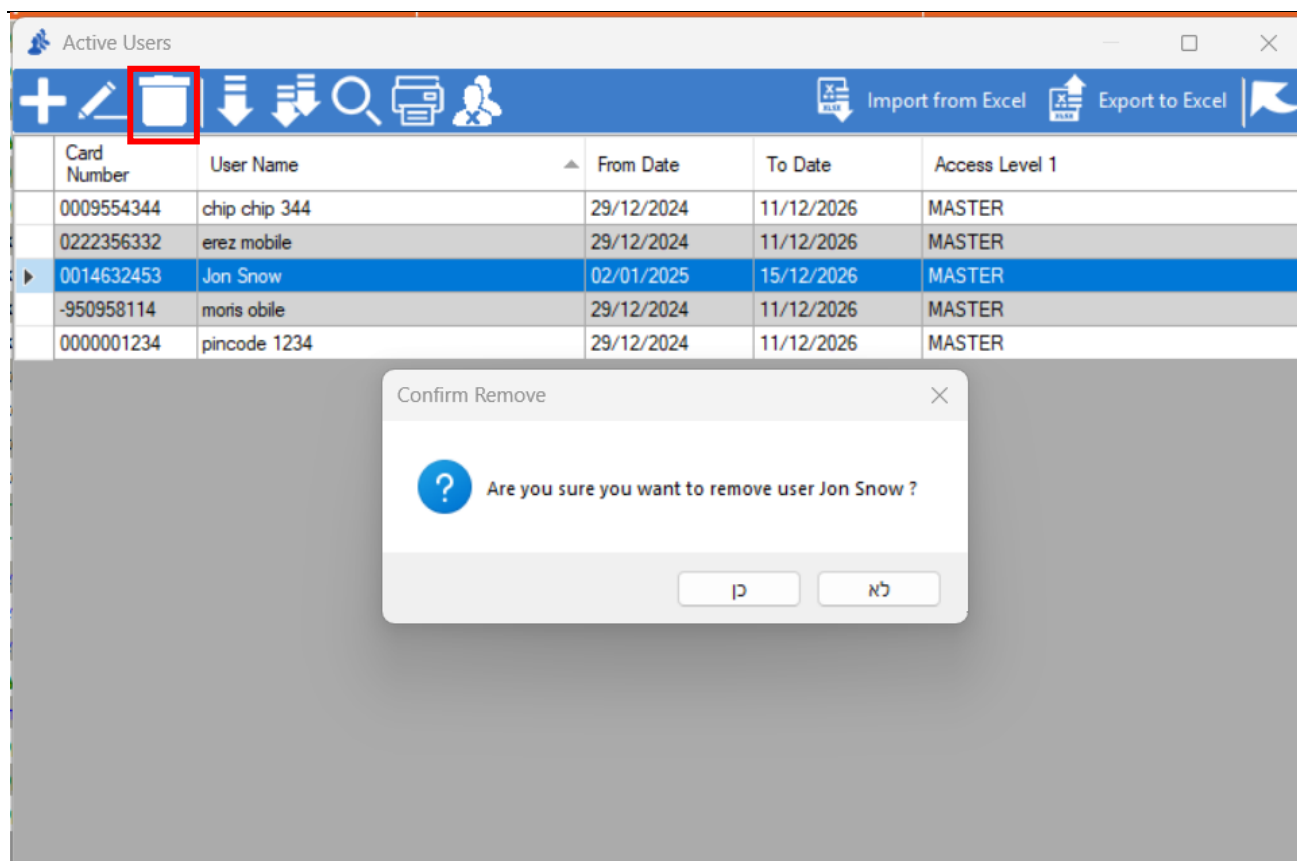 Active Users
Import from Excel Export to Excel
Card Number User Name From Date To Date Access Level 1
0009554344 chip chip 344 29/12/2024 11/12/2026 MASTER
0222356332 erez mobile 29/12/2024 11/12/2026 MASTER
0014632453 Jon Snow 02/01/2025 15/12/2026 MASTER
-950958114 moris obile 29/12/2024 11/12/2026 MASTER
0000001234 pincode 1234 29/12/2024 11/12/2026 MASTER
Confirm Remove
Are you sure you want to remove user Jon Snow ?
כן לא